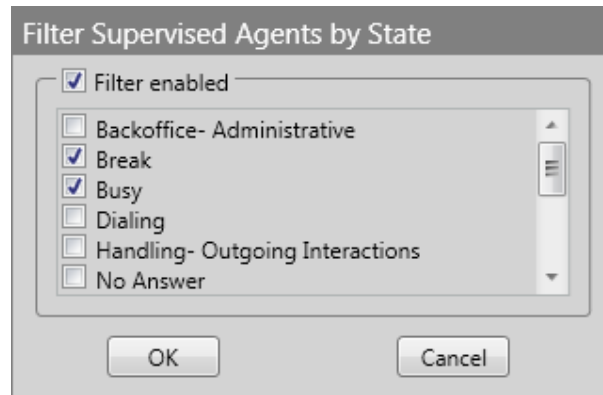 Filter Supervised Agents by State
Filter enabled
Backoffice- Administrative
Break
Busy
Dialing
Handling- Outgoing Interactions
No Answer
OK
Cancel